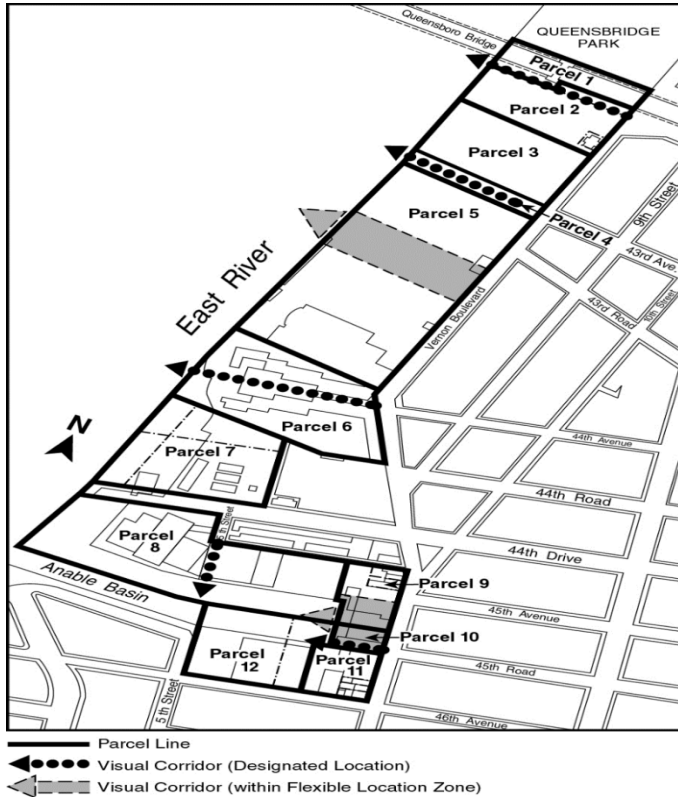 QUEENSBRIDGE
PARK
Queensboro Bridge
Parcel 1
Parcel 2
Parcel 3
Parcel 4
Parcel 5
9th Street
43rd Ave.
10th Street
43rd Road
East River
Vernon Boulevard
N
Parcel 6
44th Avenue
Parcel 7
44th Road
5th Street
Parcel
8
44th Drive
Anable Basin
Parcel 9
45th Avenue
Parcel 10
Parcel
12
Parcel
11
45th Road
5th Street
46th Avenue
Parcel Line
Visual Corridor (Designated Location)
Visual Corridor (within Flexible Location Zone)